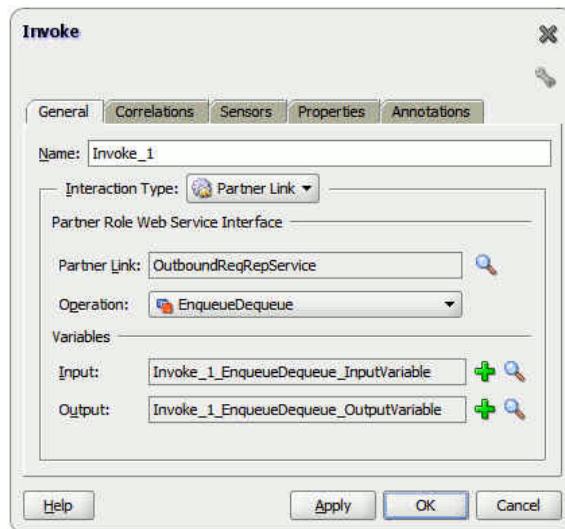 Invoke
General Correlations Sensors Properties Annotations
Name: Invoke_1
Interaction Type: Partner Link
Partner Role Web Service Interface
Partner Link: OutboundReqRepService
Operation: EnqueueDequeue
Variables
Input: Invoke_1_EnqueueDequeue_InputVariable
Output: Invoke_1_EnqueueDequeue_OutputVariable
Help Apply OK Cancel